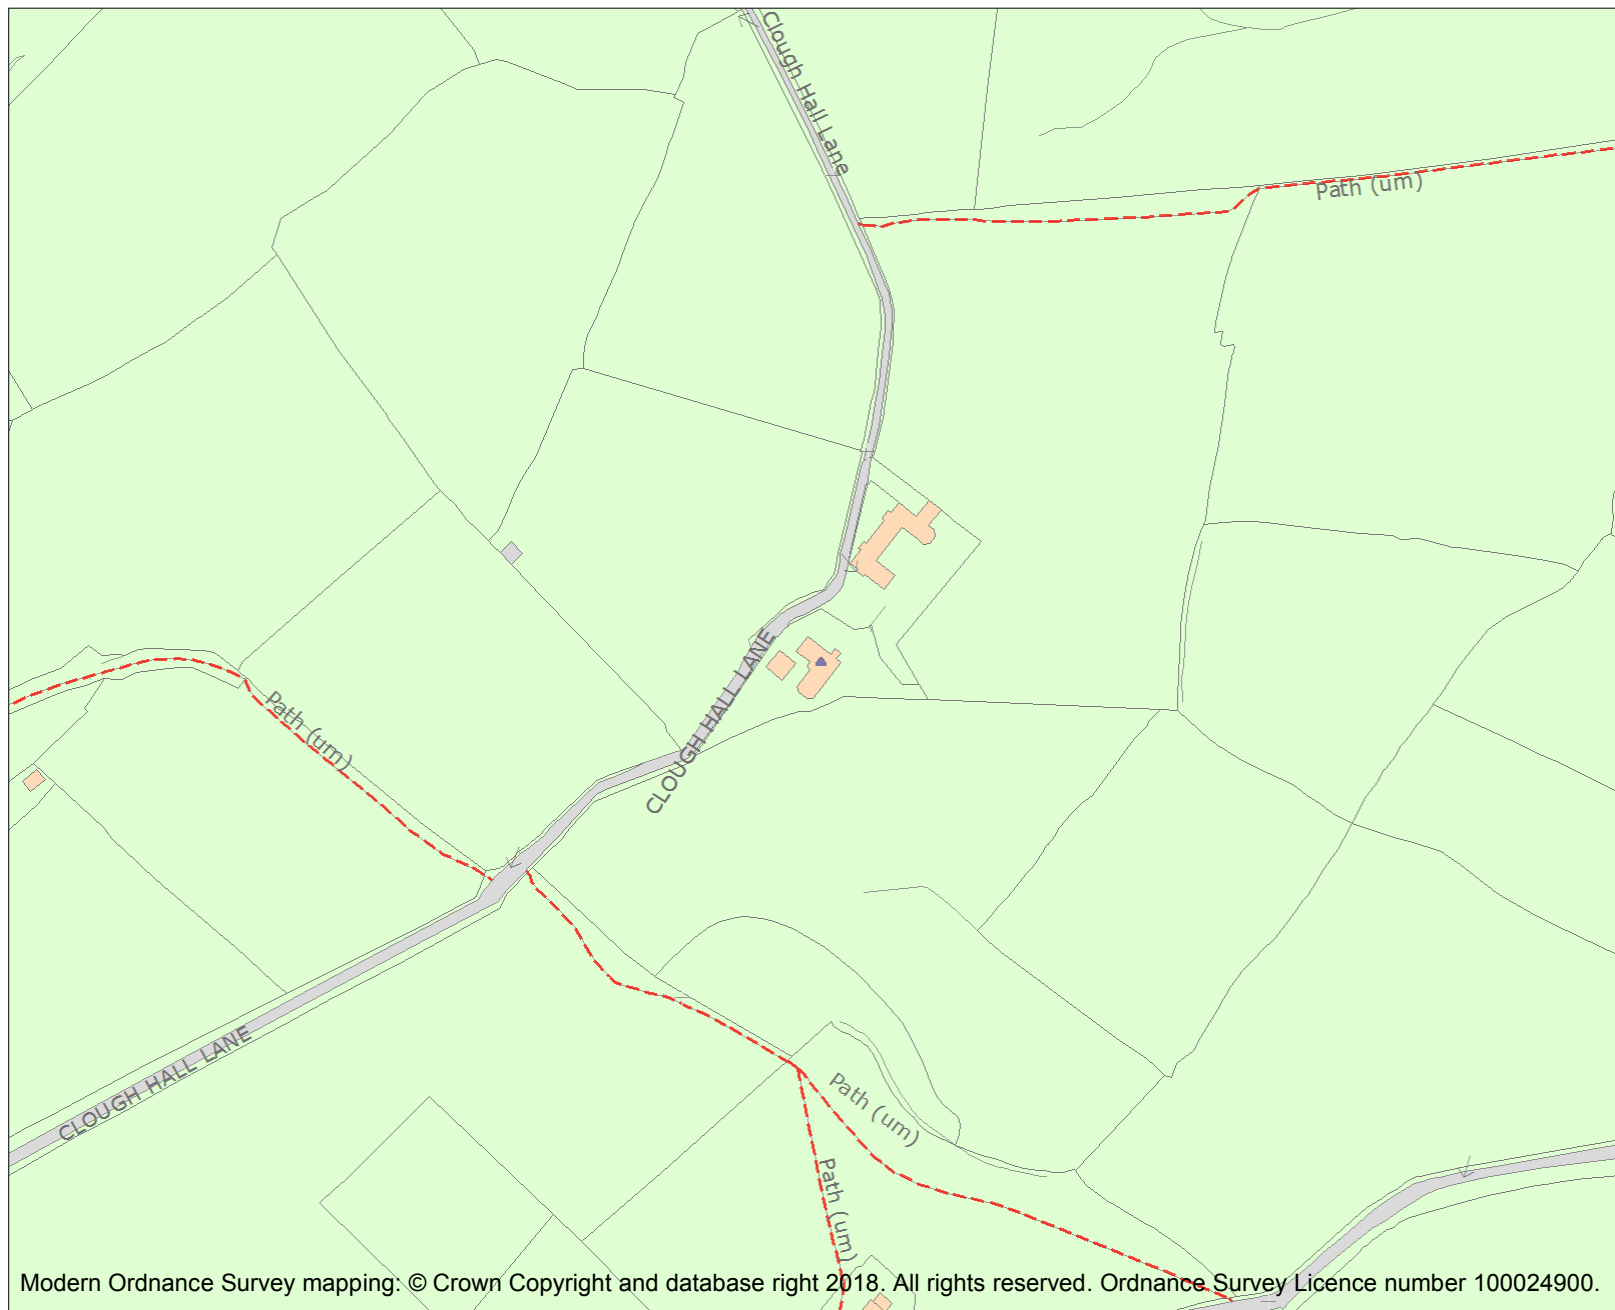 Clough Hall Lane
Path (um)
CLOUGH HALL LANE
Path (um)
CLOUGH HALL LANE
Path (um)
Path (um)
Modern Ordnance Survey mapping: © Crown Copyright and database right 2018. All rights reserved. Ordnance Survey Licence number 100024900.